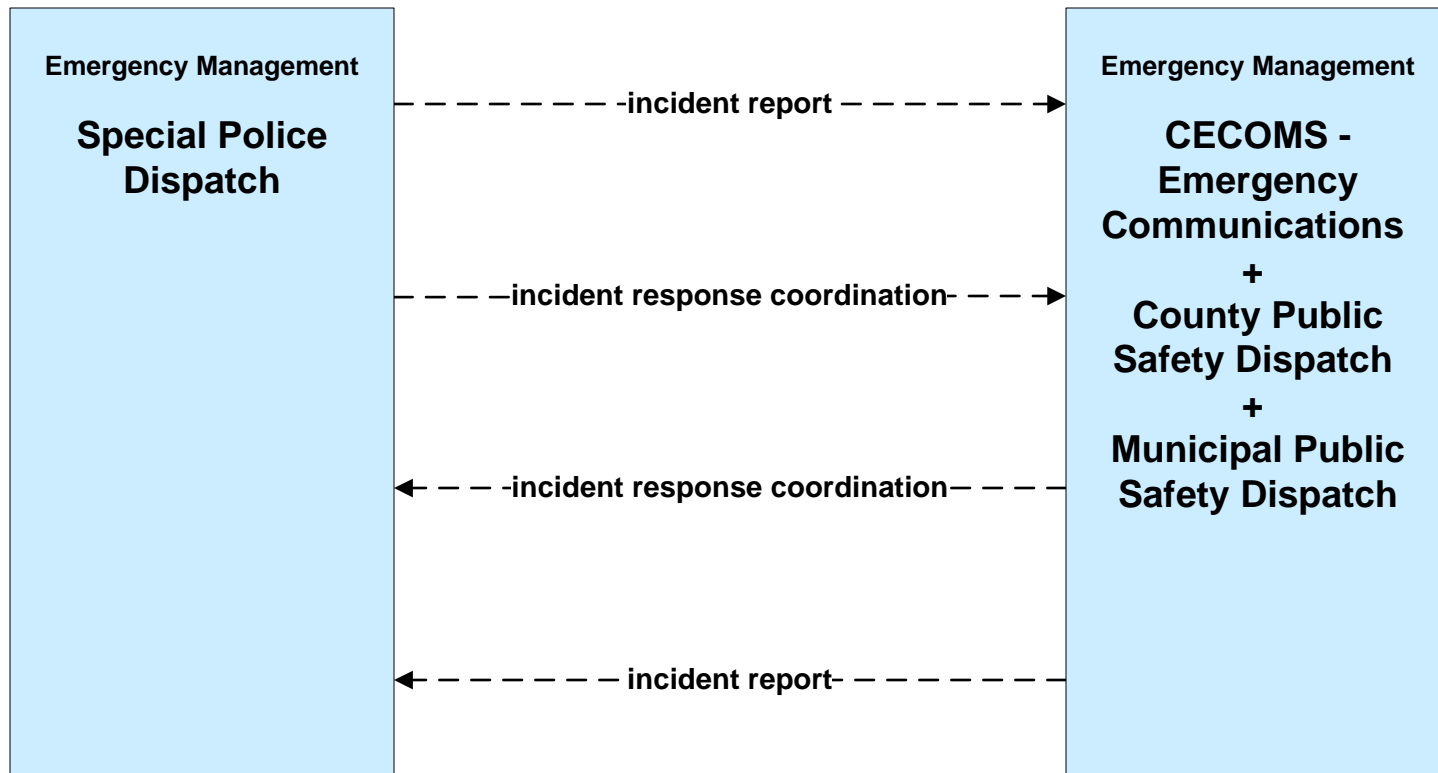 Emergency Management
Special Police
Dispatch
incident report
incident response coordination
incident response coordination
incident report
Emergency Management
CECOMS -
Emergency
Communications
+
County Public
Safety Dispatch
+
Municipal Public
Safety Dispatch